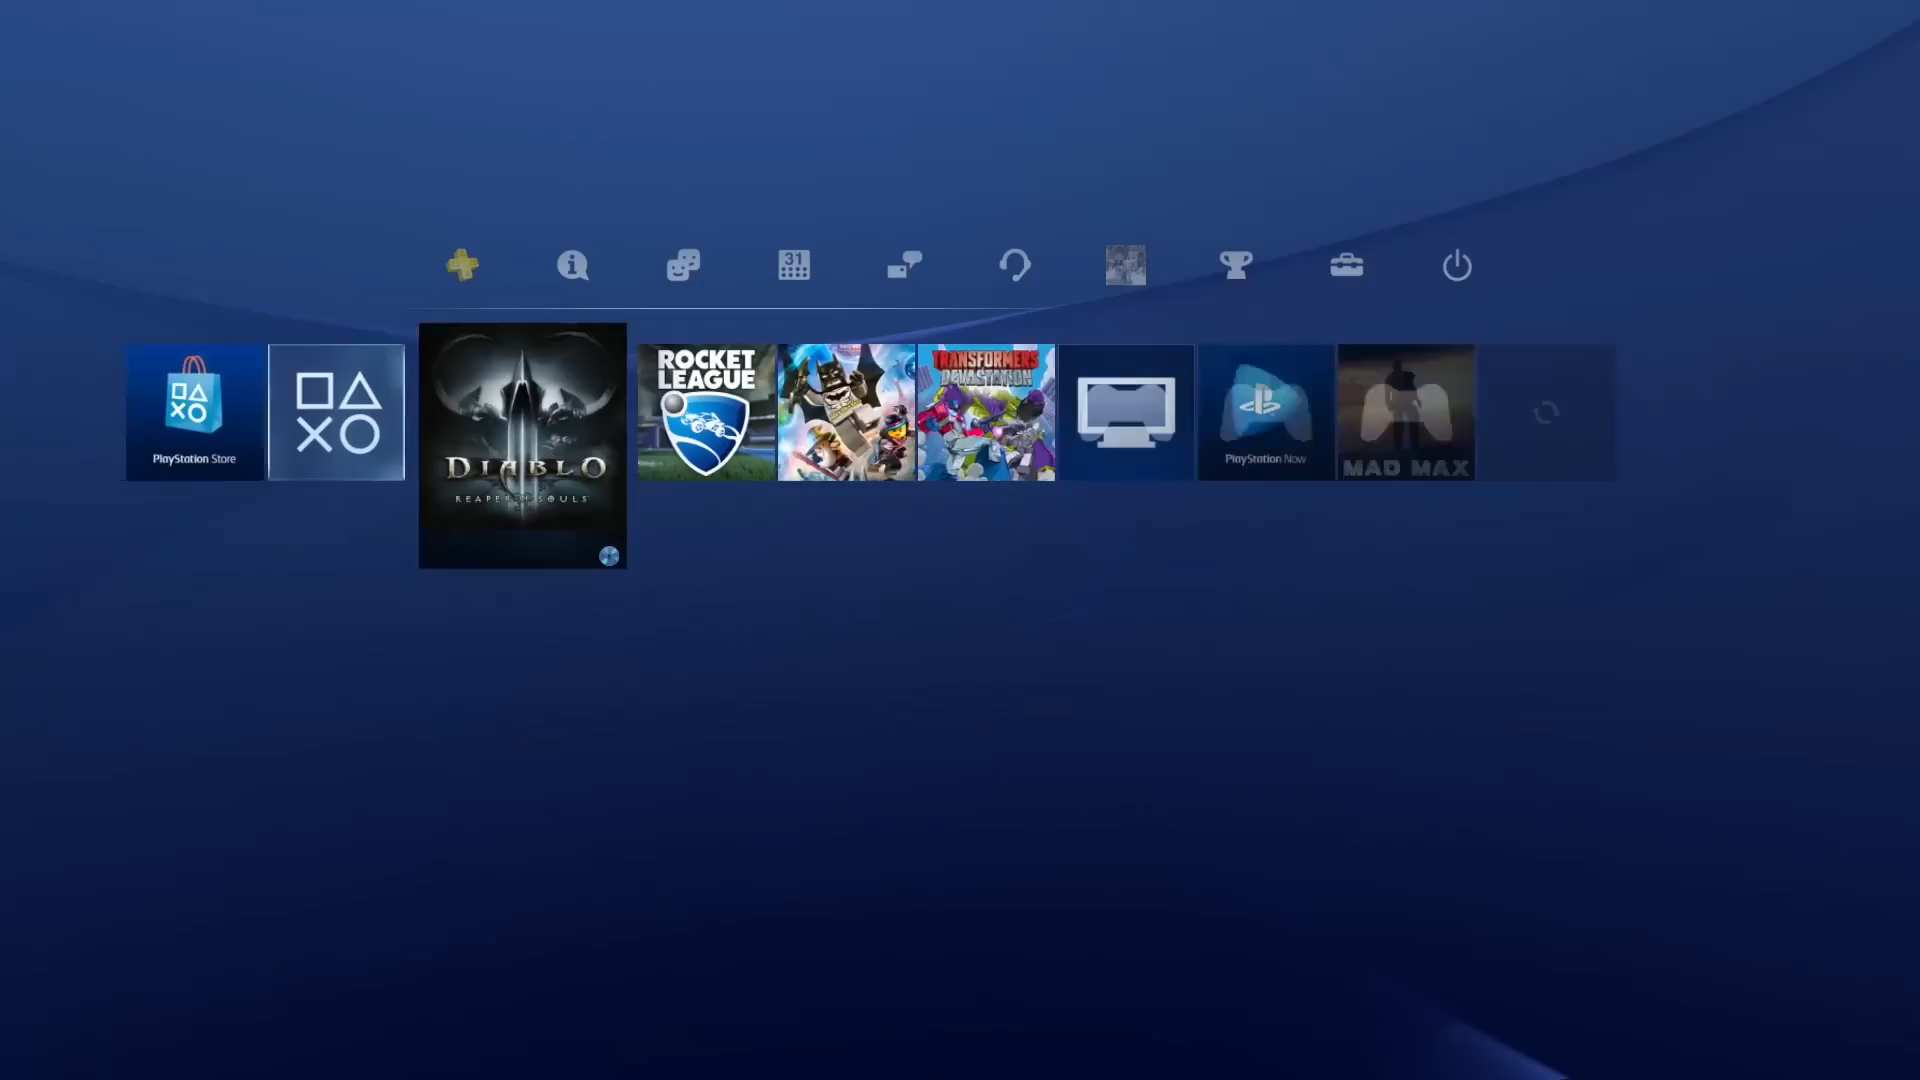 31
PlayStation Store
DIABLO
REAPER OF SOULS
ROCKET
LEAGUE
TRANSFORMERS
DEVASTATION
PlayStation Now
MAD MAX